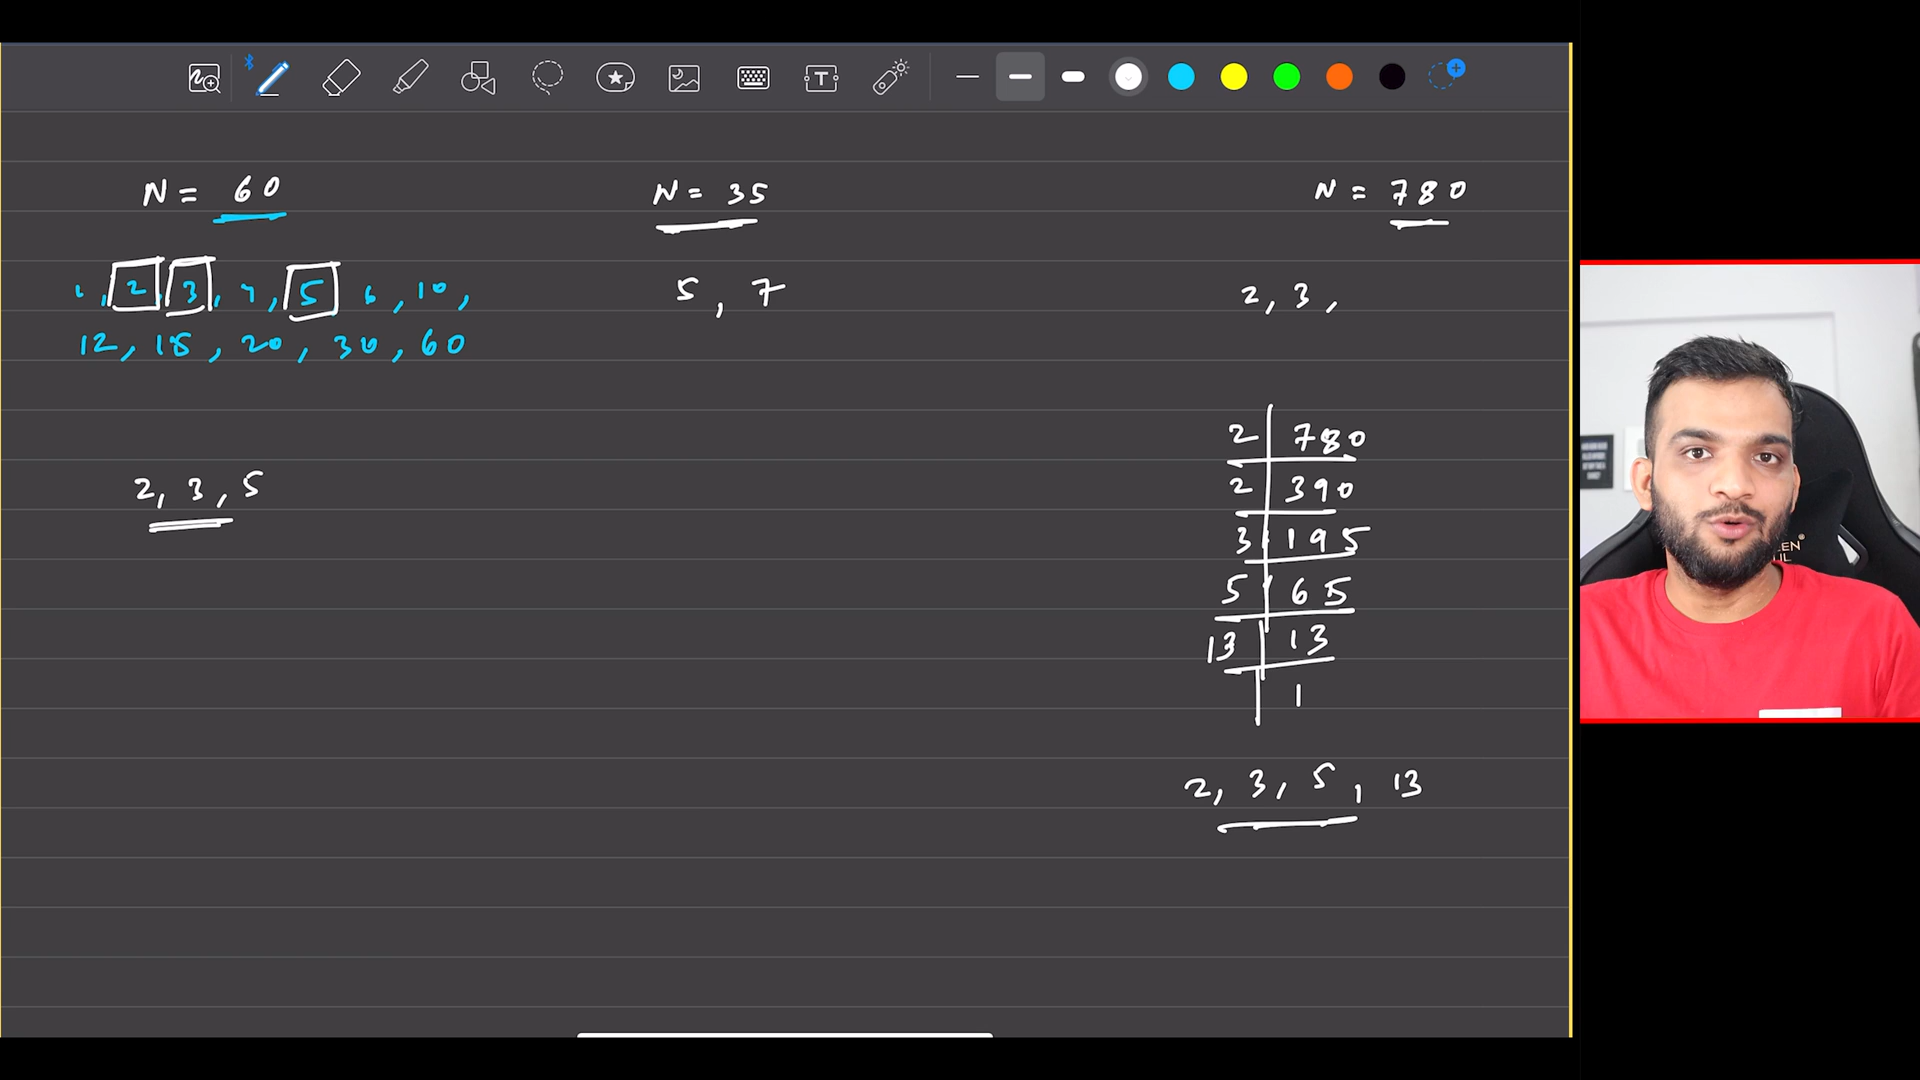 N = 60
1, 2, 3, 4, 5, 6, 10,
12, 15, 20, 30, 60
2, 3, 5
N = 35
5, 7
N = 780
2, 3,
2 780
2 390
3 195
5 65
13 13
1
2, 3, 5, 13
T